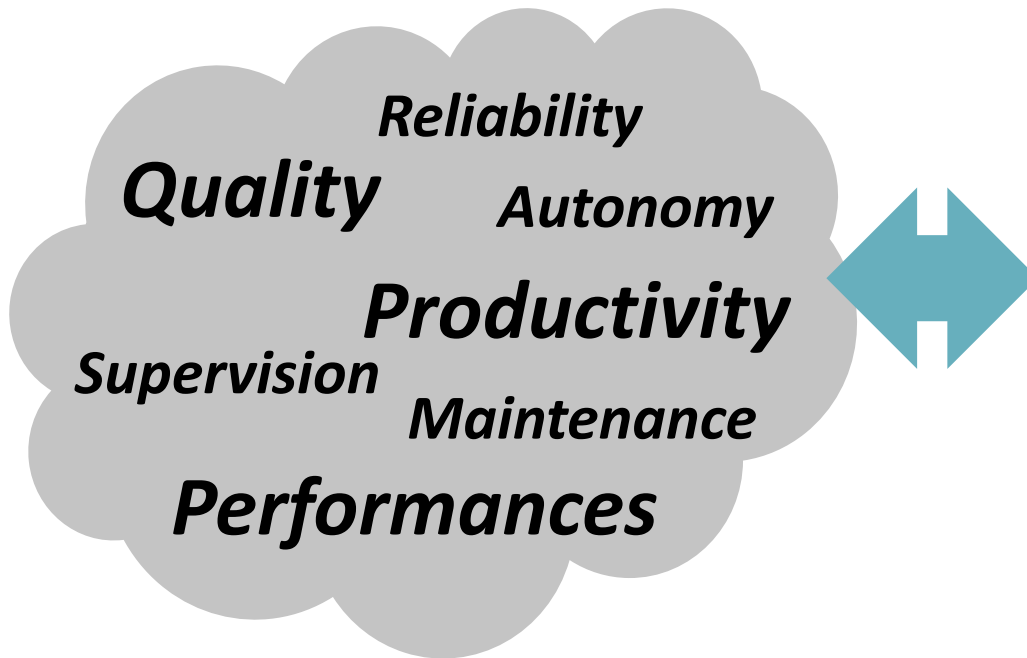 Reliability
Quality
Autonomy
Productivity
Supervision
Maintenance
Performances